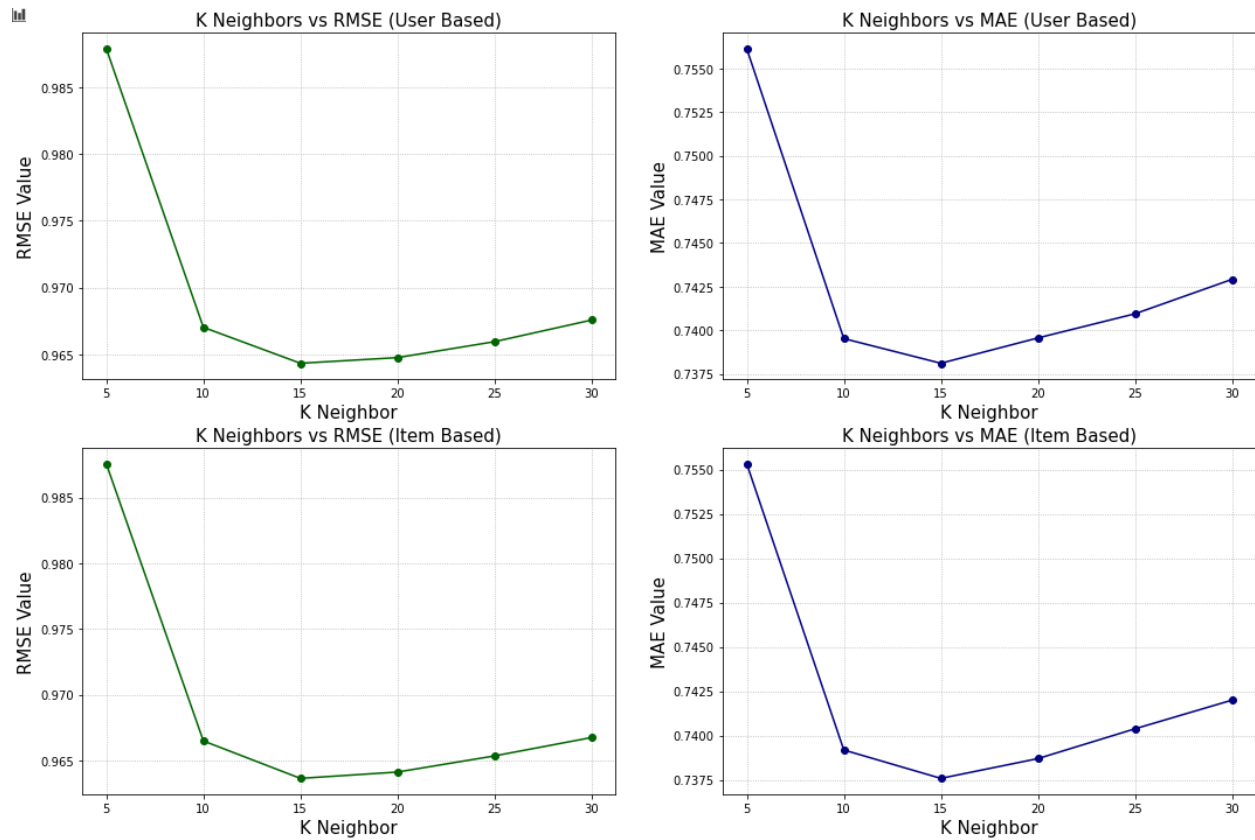 K Neighbors vs RMSE (User Based)
RMSE Value
0.985
0.980
0.975
0.970
0.965
5 10 15 20 25 30
K Neighbor
K Neighbors vs MAE (User Based)
MAE Value
0.7550
0.7525
0.7500
0.7475
0.7450
0.7425
0.7400
0.7375
5 10 15 20 25 30
K Neighbor
K Neighbors vs RMSE (Item Based)
RMSE Value
0.985
0.980
0.975
0.970
0.965
5 10 15 20 25 30
K Neighbor
K Neighbors vs MAE (Item Based)
MAE Value
0.7550
0.7525
0.7500
0.7475
0.7450
0.7425
0.7400
0.7375
5 10 15 20 25 30
K Neighbor